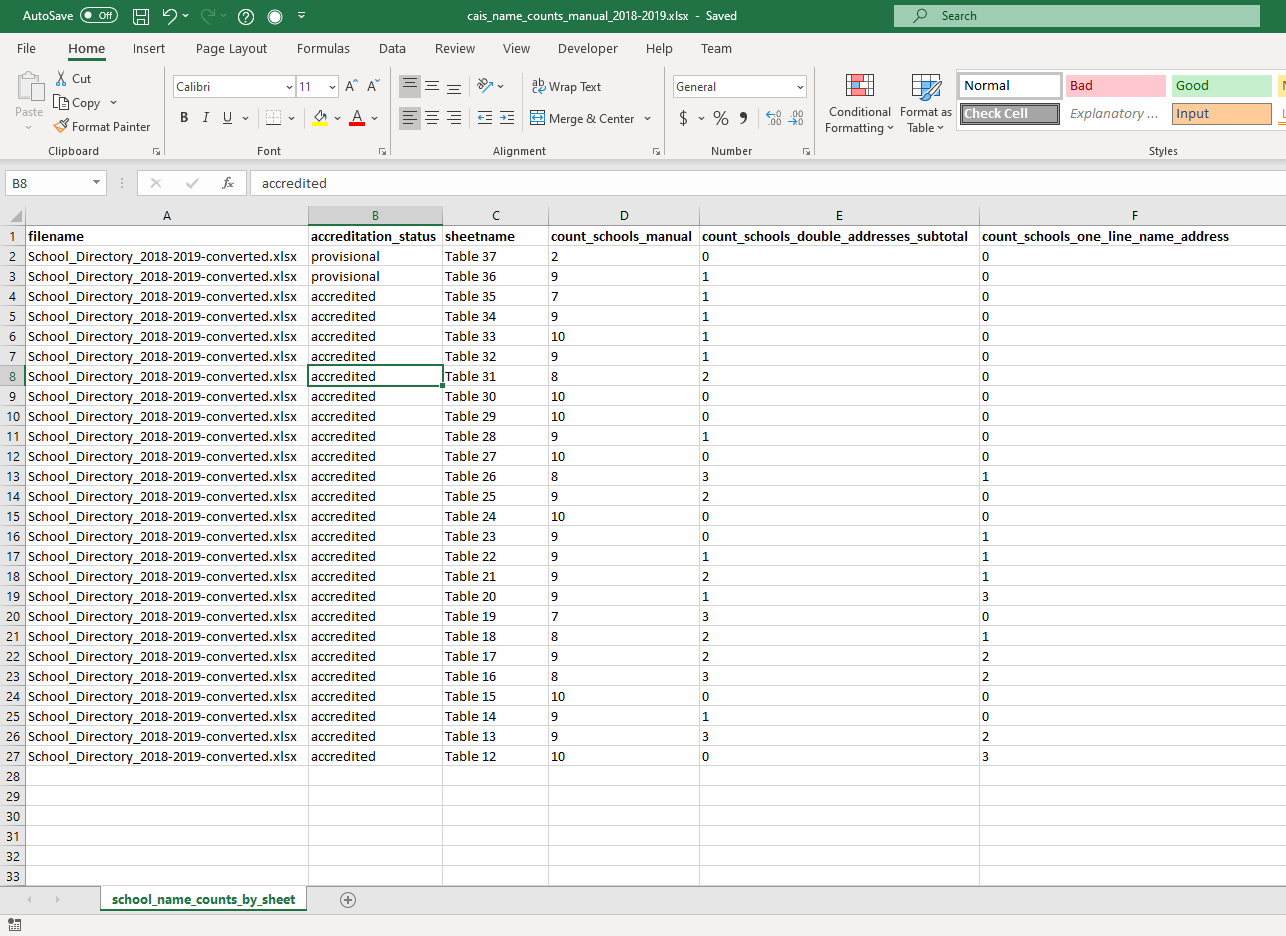 AutoSave Off cais_name_counts_manual_2018-2019.xlsx - Saved Search
File Home Insert Page Layout Formulas Data Review View Developer Help Team
Paste
Cut
Copy
Format Painter
Clipboard
Calibri 11 A A
B I U A
Font
Wrap Text
Merge & Center
Alignment
General
$ % , .00 .00
Number
Conditional Formatting
Format as Table
Normal Bad Good
Check Cell Explanatory ... Input
Styles
B8 fx accredited
A B C D E F
1 filename accreditation_status sheetname count_schools_manual count_schools_double_addresses_subtotal count_schools_one_line_name_address
2 School_Directory_2018-2019-converted.xlsx provisional Table 37 2 0 0
3 School_Directory_2018-2019-converted.xlsx provisional Table 36 9 1 0
4 School_Directory_2018-2019-converted.xlsx accredited Table 35 7 1 0
5 School_Directory_2018-2019-converted.xlsx accredited Table 34 9 1 0
6 School_Directory_2018-2019-converted.xlsx accredited Table 33 10 1 0
7 School_Directory_2018-2019-converted.xlsx accredited Table 32 9 1 0
8 School_Directory_2018-2019-converted.xlsx accredited Table 31 8 2 0
9 School_Directory_2018-2019-converted.xlsx accredited Table 30 10 0 0
10 School_Directory_2018-2019-converted.xlsx accredited Table 29 10 0 0
11 School_Directory_2018-2019-converted.xlsx accredited Table 28 9 1 0
12 School_Directory_2018-2019-converted.xlsx accredited Table 27 10 0 0
13 School_Directory_2018-2019-converted.xlsx accredited Table 26 8 3 1
14 School_Directory_2018-2019-converted.xlsx accredited Table 25 9 2 0
15 School_Directory_2018-2019-converted.xlsx accredited Table 24 10 0 0
16 School_Directory_2018-2019-converted.xlsx accredited Table 23 9 0 1
17 School_Directory_2018-2019-converted.xlsx accredited Table 22 9 1 1
18 School_Directory_2018-2019-converted.xlsx accredited Table 21 9 2 1
19 School_Directory_2018-2019-converted.xlsx accredited Table 20 9 1 3
20 School_Directory_2018-2019-converted.xlsx accredited Table 19 7 3 0
21 School_Directory_2018-2019-converted.xlsx accredited Table 18 8 2 1
22 School_Directory_2018-2019-converted.xlsx accredited Table 17 9 2 2
23 School_Directory_2018-2019-converted.xlsx accredited Table 16 8 3 2
24 School_Directory_2018-2019-converted.xlsx accredited Table 15 10 0 0
25 School_Directory_2018-2019-converted.xlsx accredited Table 14 9 1 0
26 School_Directory_2018-2019-converted.xlsx accredited Table 13 9 3 2
27 School_Directory_2018-2019-converted.xlsx accredited Table 12 10 0 3
28
29
30
31
32
33
school_name_counts_by_sheet